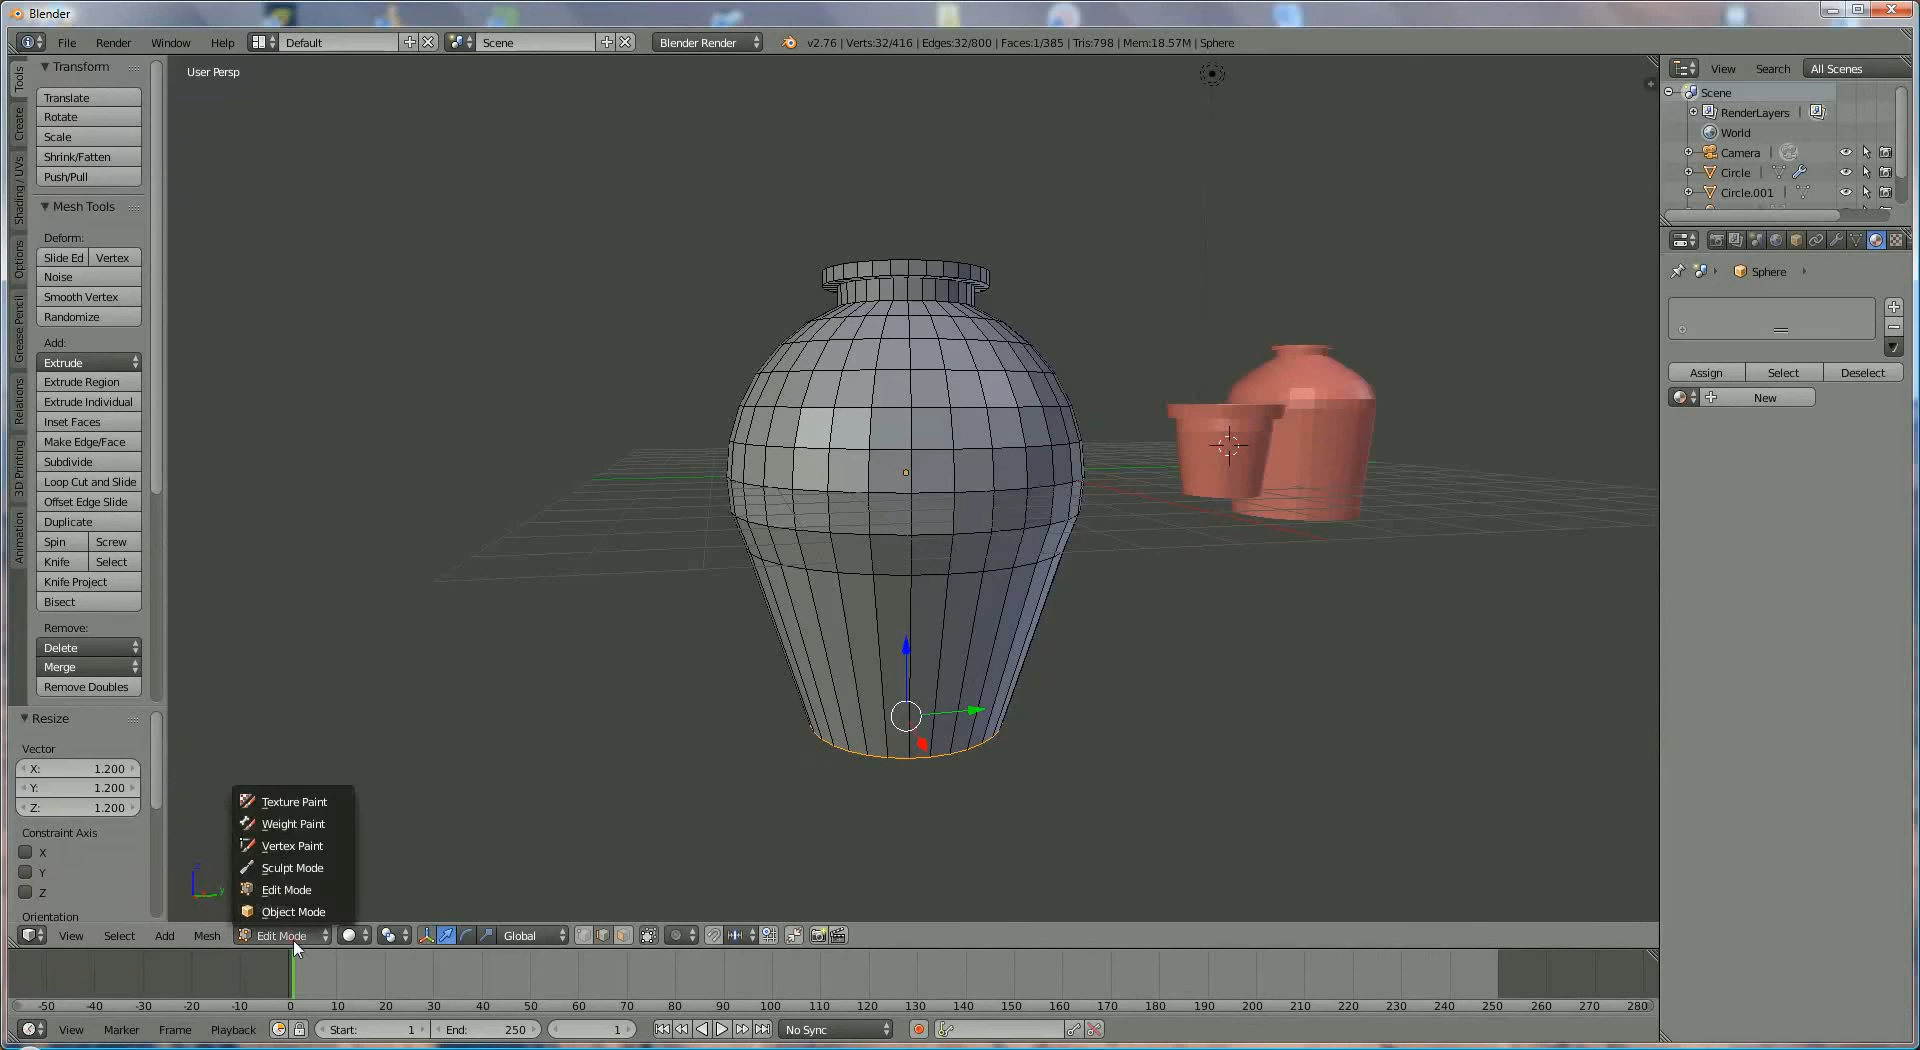 Blender
File Render Window Help Default Scene Blender Render v2.76 | Verts:32/416 | Edges:32/800 | Faces:1/385 | Tris:798 | Mem:18.57M | Sphere
Tools
Create
Shading / UVs
Options
Grease Pencil
Relations
3D Printing
Animation
Transform
Translate
Rotate
Scale
Shrink/Fatten
Push/Pull
Mesh Tools
Deform:
Slide Ed Vertex
Noise
Smooth Vertex
Randomize
Add:
Extrude
Extrude Region
Extrude Individual
Inset Faces
Make Edge/Face
Subdivide
Loop Cut and Slide
Offset Edge Slide
Duplicate
Spin Screw
Knife Select
Knife Project
Bisect
Remove:
Delete
Merge
Remove Doubles
Resize
Vector
X: 1.200
Y: 1.200
Z: 1.200
Constraint Axis
X
Y
Z
Orientation
User Persp
z
y
Texture Paint
Weight Paint
Vertex Paint
Sculpt Mode
Edit Mode
Object Mode
View Select Add Mesh Edit Mode Global
View Search All Scenes
Scene
RenderLayers |
World
Camera |
Circle |
Circle.001 |
Sphere
Assign Select Deselect
New
-50 -40 -30 -20 -10 0 10 20 30 40 50 60 70 80 90 100 110 120 130 140 150 160 170 180 190 200 210 220 230 240 250 260 270 280
View Marker Frame Playback Start: 1 End: 250 1 No Sync